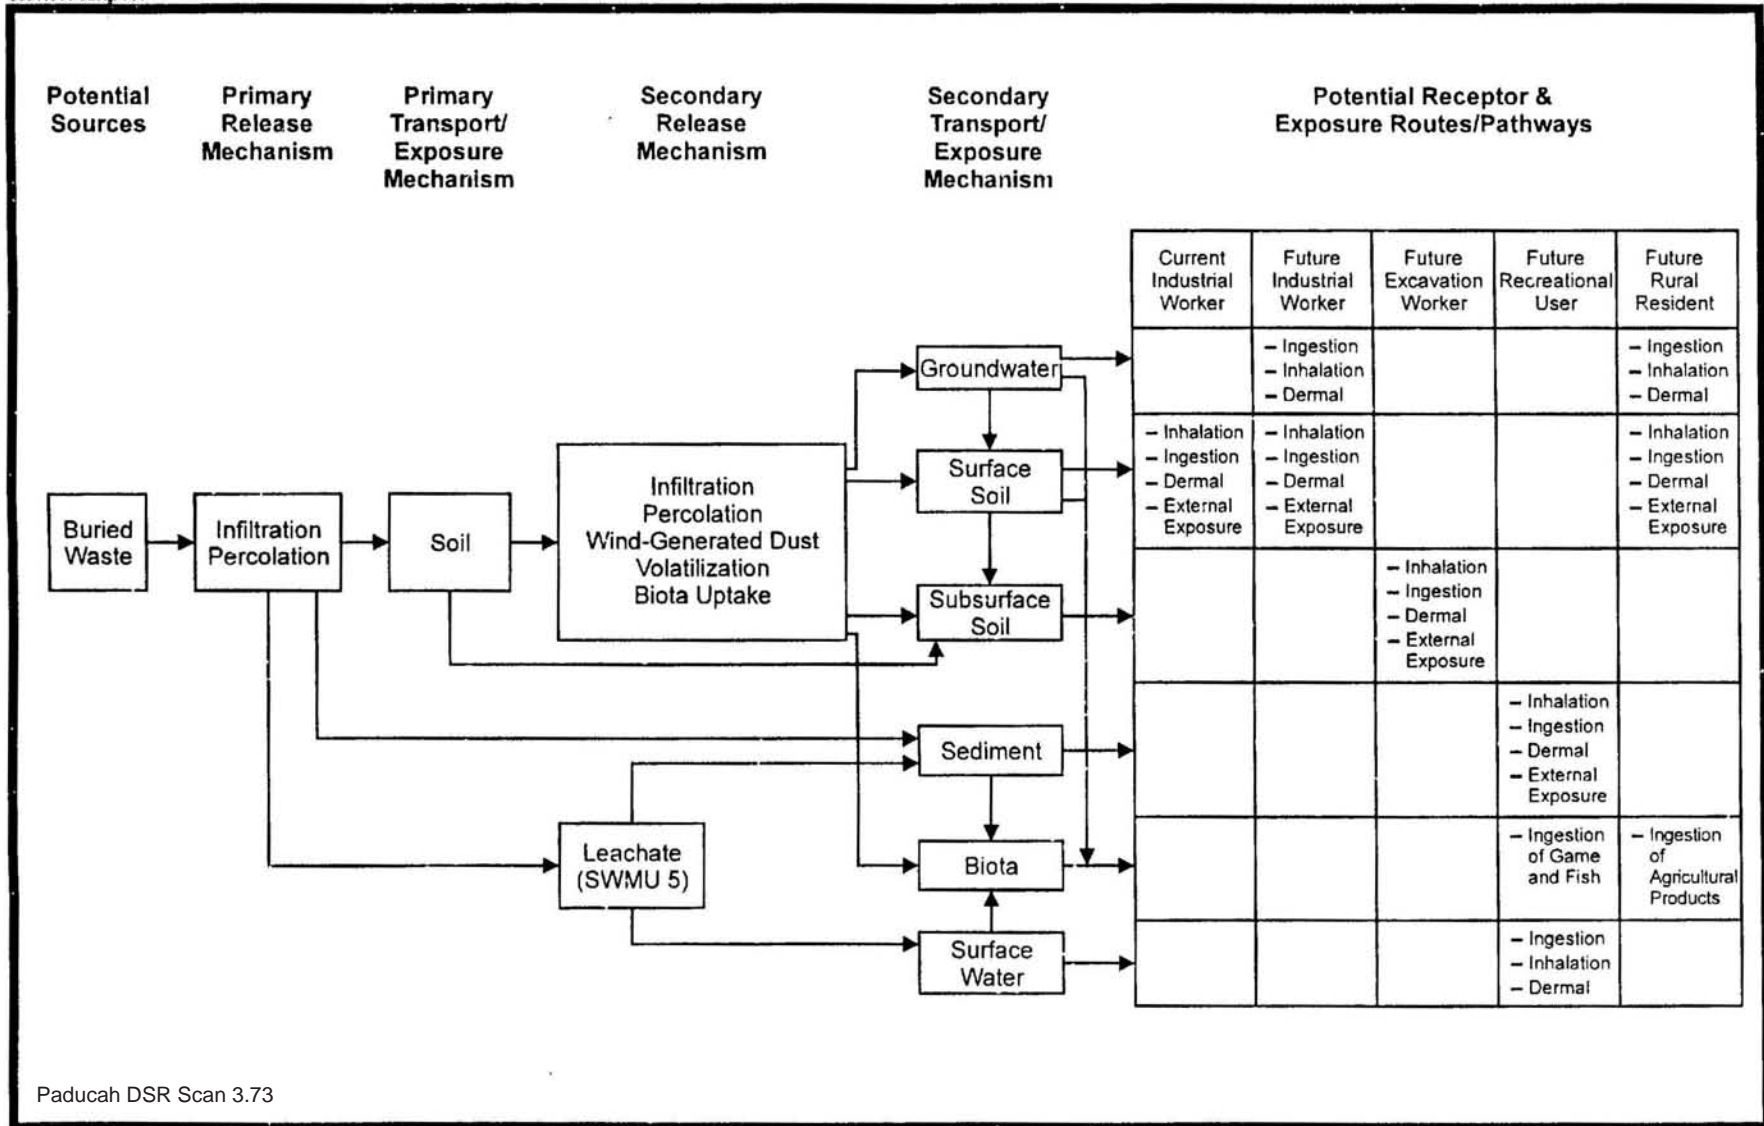 Potential
Sources
Primary
Release
Mechanism
Primary
Transport/
Exposure
Mechanism
Secondary
Release
Mechanism
Secondary
Transport/
Exposure
Mechanism
Potential Receptor &
Exposure Routes/Pathways
Current
Industrial
Worker
Future
Industrial
Worker
Future
Excavation
Worker
Future
Recreational
User
Future
Rural
Resident
Buried
Waste
Infiltration
Percolation
Soil
Infiltration
Percolation
Wind-Generated Dust
Volatilization
Biota Uptake
Leachate
(SWMU 5)
Groundwater
– Ingestion
– Inhalation
– Dermal
– Ingestion
– Inhalation
– Dermal
Surface
Soil
– Inhalation
– Ingestion
– Dermal
– External
Exposure
– Inhalation
– Ingestion
– Dermal
– External
Exposure
– Inhalation
– Ingestion
– Dermal
– External
Exposure
Subsurface
Soil
– Inhalation
– Ingestion
– Dermal
– External
Exposure
Sediment
– Inhalation
– Ingestion
– Dermal
– External
Exposure
Biota
– Ingestion
of Game
and Fish
– Ingestion
of
Agricultural
Products
Surface
Water
– Ingestion
– Inhalation
– Dermal
Paducah DSR Scan 3.73